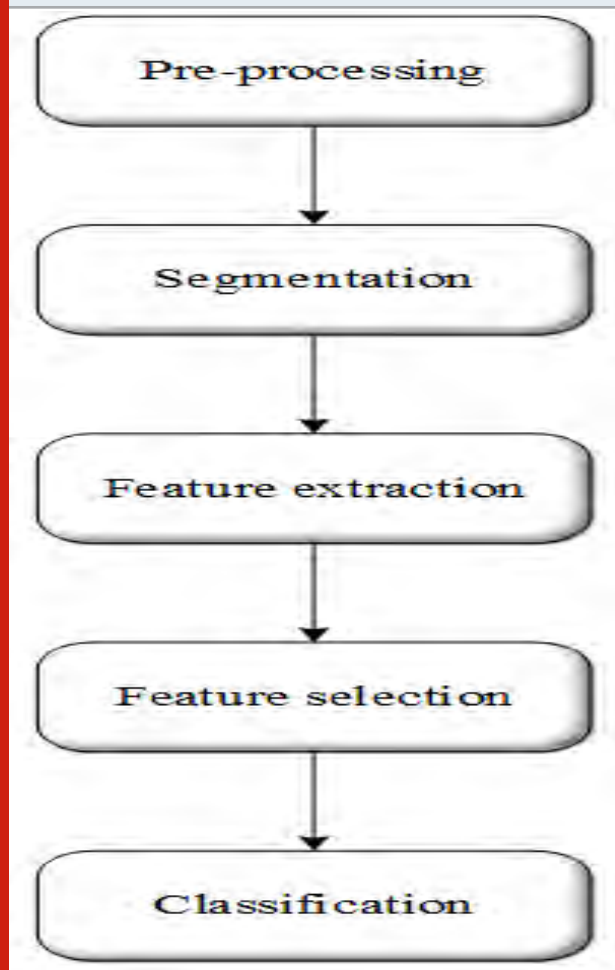 Pre-processing
Segmentation
Feature extraction
Feature selection
Classification